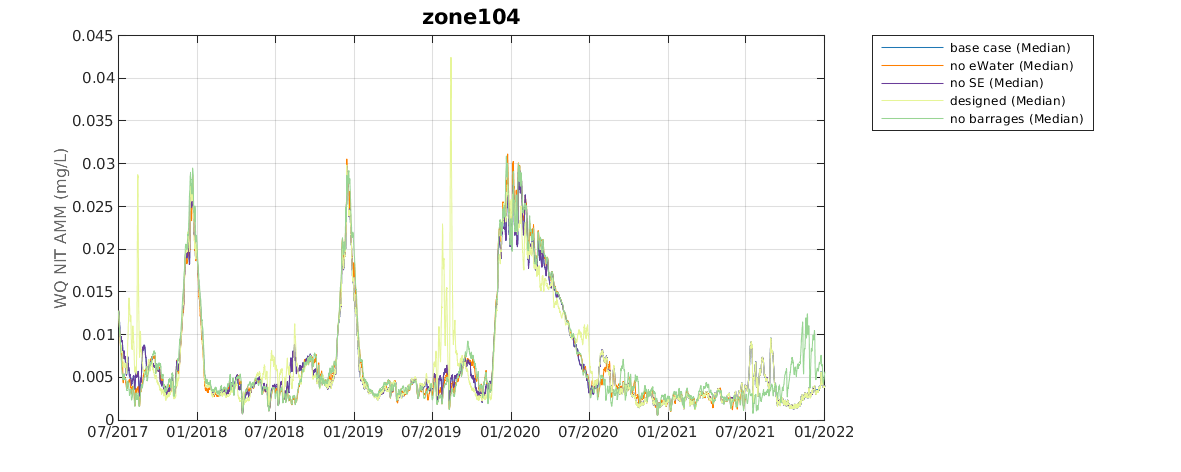 zone104
0.045
0.04
0.035
0.03
0.025
0.02
0.015
0.01
0.005
0
WQ NIT AMM (mg/L)
07/2017 01/2018 07/2018 01/2019 07/2019 01/2020 07/2020 01/2021 07/2021 01/2022
base case (Median)
no eWater (Median)
no SE (Median)
designed (Median)
no barrages (Median)